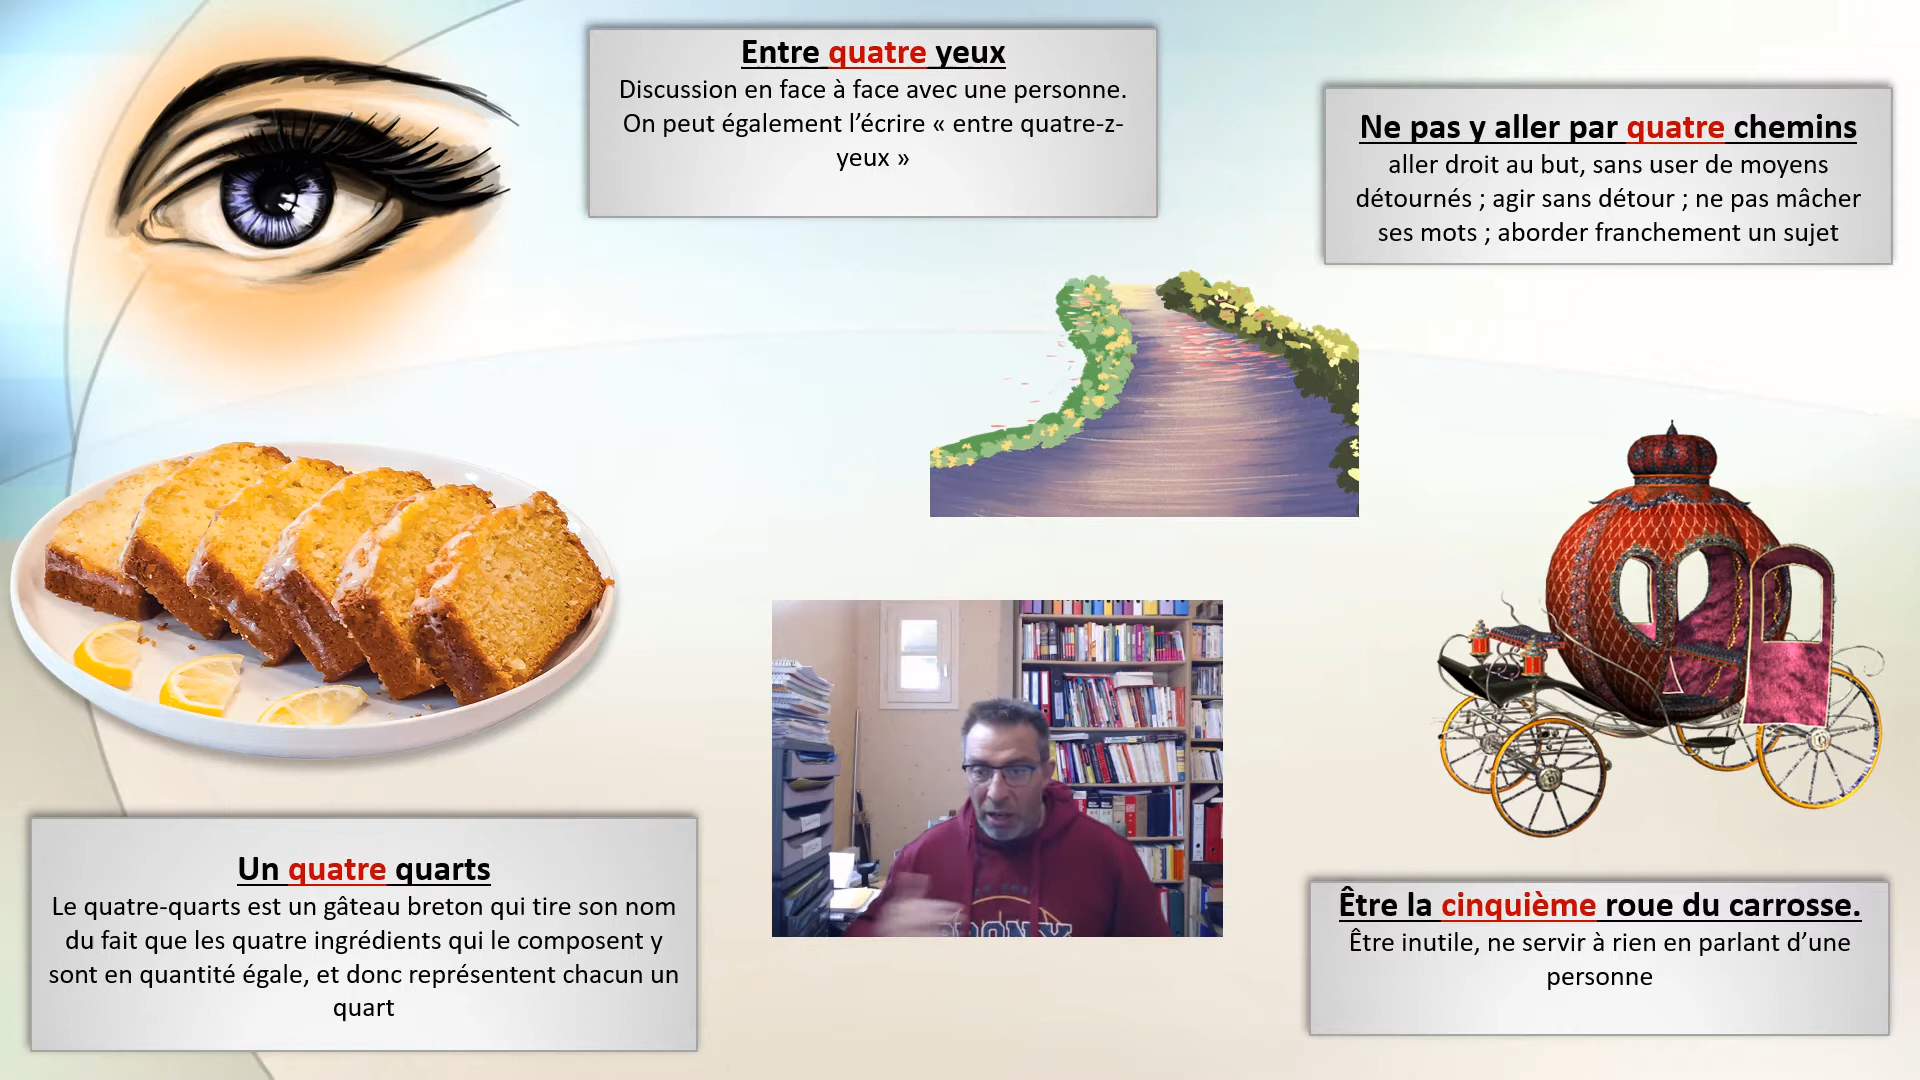 Entre quatre yeux
Discussion en face à face avec une personne.
On peut également l’écrire « entre quatre-z-
yeux »
Ne pas y aller par quatre chemins
aller droit au but, sans user de moyens
détournés ; agir sans détour ; ne pas mâcher
ses mots ; aborder franchement un sujet
Un quatre quarts
Le quatre-quarts est un gâteau breton qui tire son nom
du fait que les quatre ingrédients qui le composent y
sont en quantité égale, et donc représentent chacun un
quart
Être la cinquième roue du carrosse.
Être inutile, ne servir à rien en parlant d’une
personne